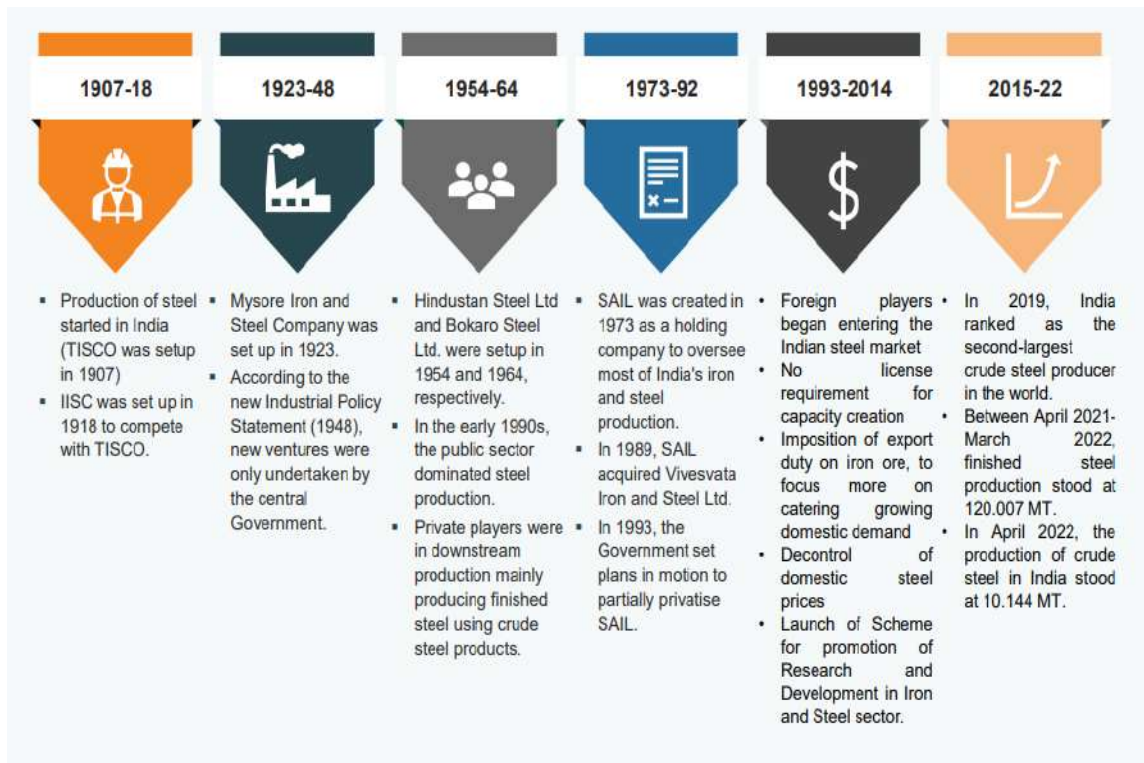 1907-18
1923-48
1954-64
1973-92
1993-2014
2015-22
▪ Production of steel
started in India
(TISCO was setup
in 1907)
▪ IISC was set up in
1918 to compete
with TISCO.
▪ Mysore Iron and
Steel Company was
set up in 1923.
▪ According to the
new Industrial Policy
Statement (1948),
new ventures were
only undertaken by
the central
Government.
▪ Hindustan Steel Ltd
and Bokaro Steel
Ltd. were setup in
1954 and 1964,
respectively.
▪ In the early 1990s,
the public sector
dominated steel
production.
▪ Private players were
in downstream
production mainly
producing finished
steel using crude
steel products.
▪ SAIL was created in
1973 as a holding
company to oversee
most of India's iron
and steel
production.
▪ In 1989, SAIL
acquired Vivesvata
Iron and Steel Ltd.
▪ In 1993, the
Government set
plans in motion to
partially privatise
SAIL.
• Foreign players
began entering the
Indian steel market
• No license
requirement for
capacity creation
• Imposition of export
duty on iron ore, to
focus more on
catering growing
domestic demand
• Decontrol of
domestic steel
prices
• Launch of Scheme
for promotion of
Research and
Development in Iron
and Steel sector.
• In 2019, India
ranked as the
second-largest
crude steel producer
in the world.
• Between April 2021-
March 2022,
finished steel
production stood at
120.007 MT.
• In April 2022, the
production of crude
steel in India stood
at 10.144 MT.